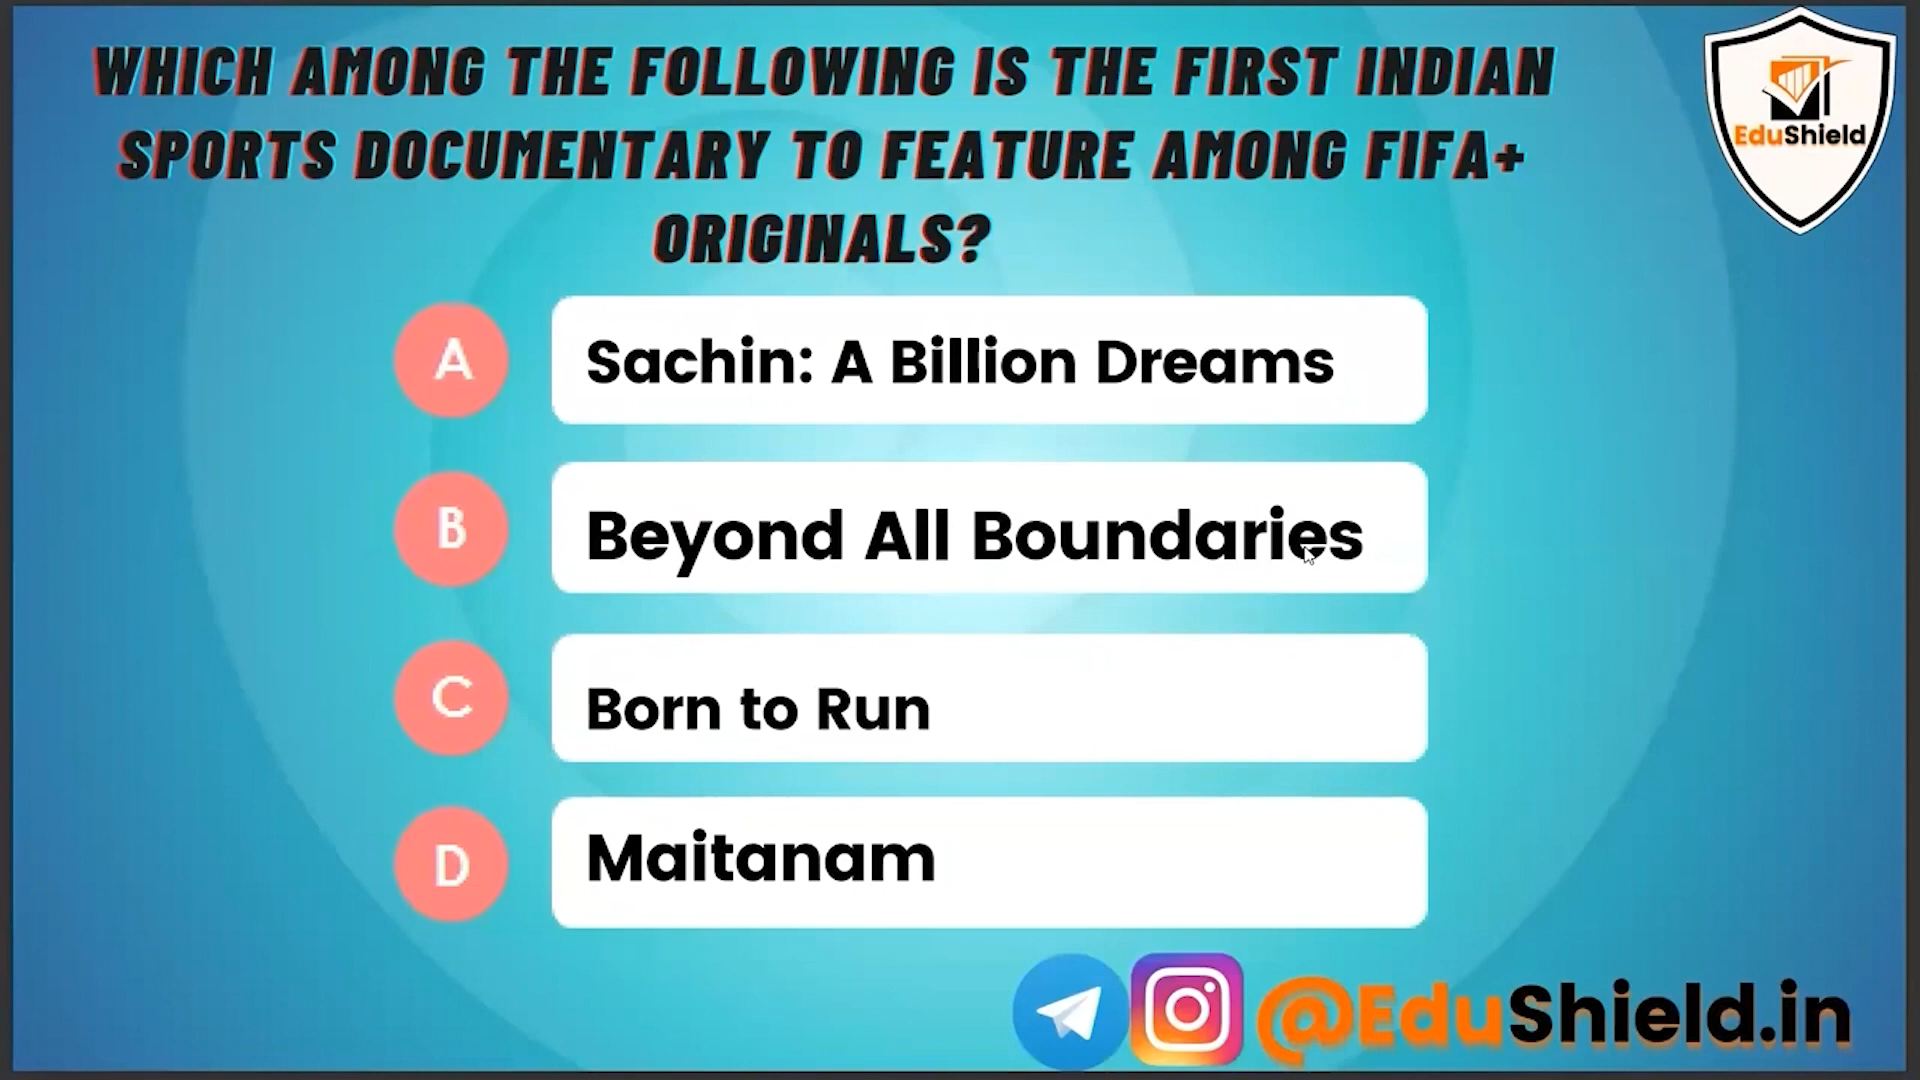 WHICH AMONG THE FOLLOWING IS THE FIRST INDIAN
SPORTS DOCUMENTARY TO FEATURE AMONG FIFA+
ORIGINALS?
EduShield
A
Sachin: A Billion Dreams
B
Beyond All Boundaries
C
Born to Run
D
Maitanam
@EduShield.in